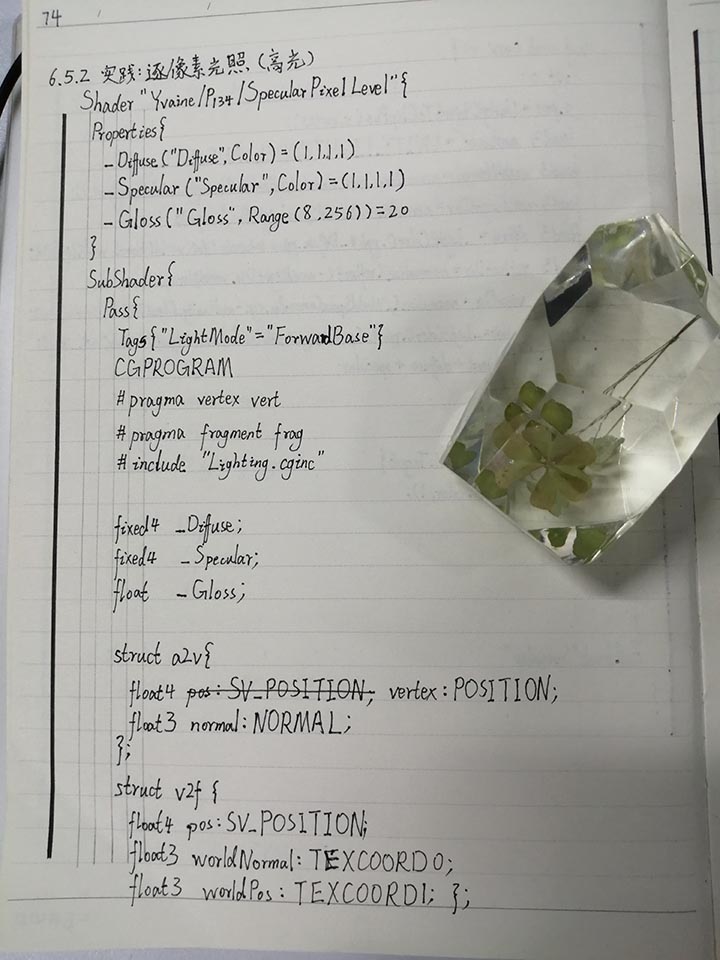 74
6.5.2 实践:逐像素光照(高光)
Shader "Yvaine/P134/Specular Pixel Level"{
Properties{
_Diffuse("Diffuse",Color)=(1,1,1,1)
_Specular("Specular",Color)=(1,1,1,1)
_Gloss("Gloss",Range(8.256))=20
}
SubShader{
Pass{
Tags{"LightMode"="ForwardBase"}
CGPROGRAM
#pragma vertex vert
#pragma fragment frag
#include "Lighting.cginc"
fixed4 _Diffuse;
fixed4 _Specular;
float _Gloss;
struct a2v{
float4 pos:SV_POSITION; vertex:POSITION;
float3 normal:NORMAL;
};
struct v2f{
float4 pos:SV_POSITION;
float3 worldNormal:TEXCOORD0;
float3 worldPos:TEXCOORD1; };